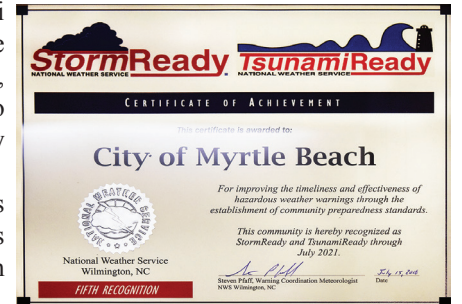 i
e
,
o
y
s
s
n
StormReady
NATIONAL WEATHER SERVICE
TsunamiReady
NATIONAL WEATHER SERVICE
CERTIFICATE OF ACHIEVEMENT
This certificate is awarded to:
City of Myrtle Beach
For improving the timeliness and effectiveness of
hazardous weather warnings through the
establishment of community preparedness standards.
This community is hereby recognized as
StormReady and TsunamiReady through
July 2021.
NATIONAL WEATHER SERVICE
National Weather Service
Wilmington, NC
FIFTH RECOGNITION
Steven Pfaff, Warning Coordination Meteorologist
NWS Wilmington, NC
Date